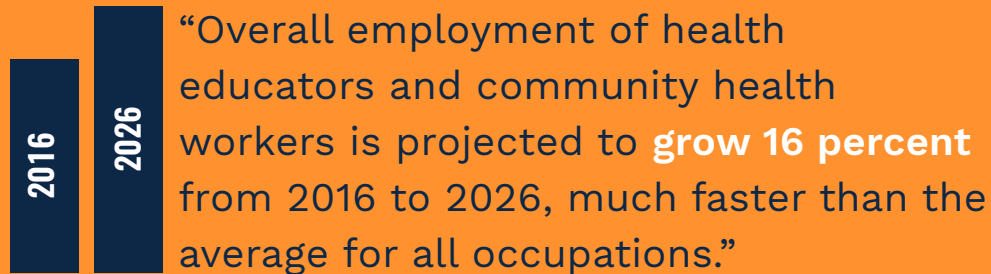 2016
2026
“Overall employment of health
educators and community health
workers is projected to grow 16 percent
from 2016 to 2026, much faster than the
average for all occupations.”